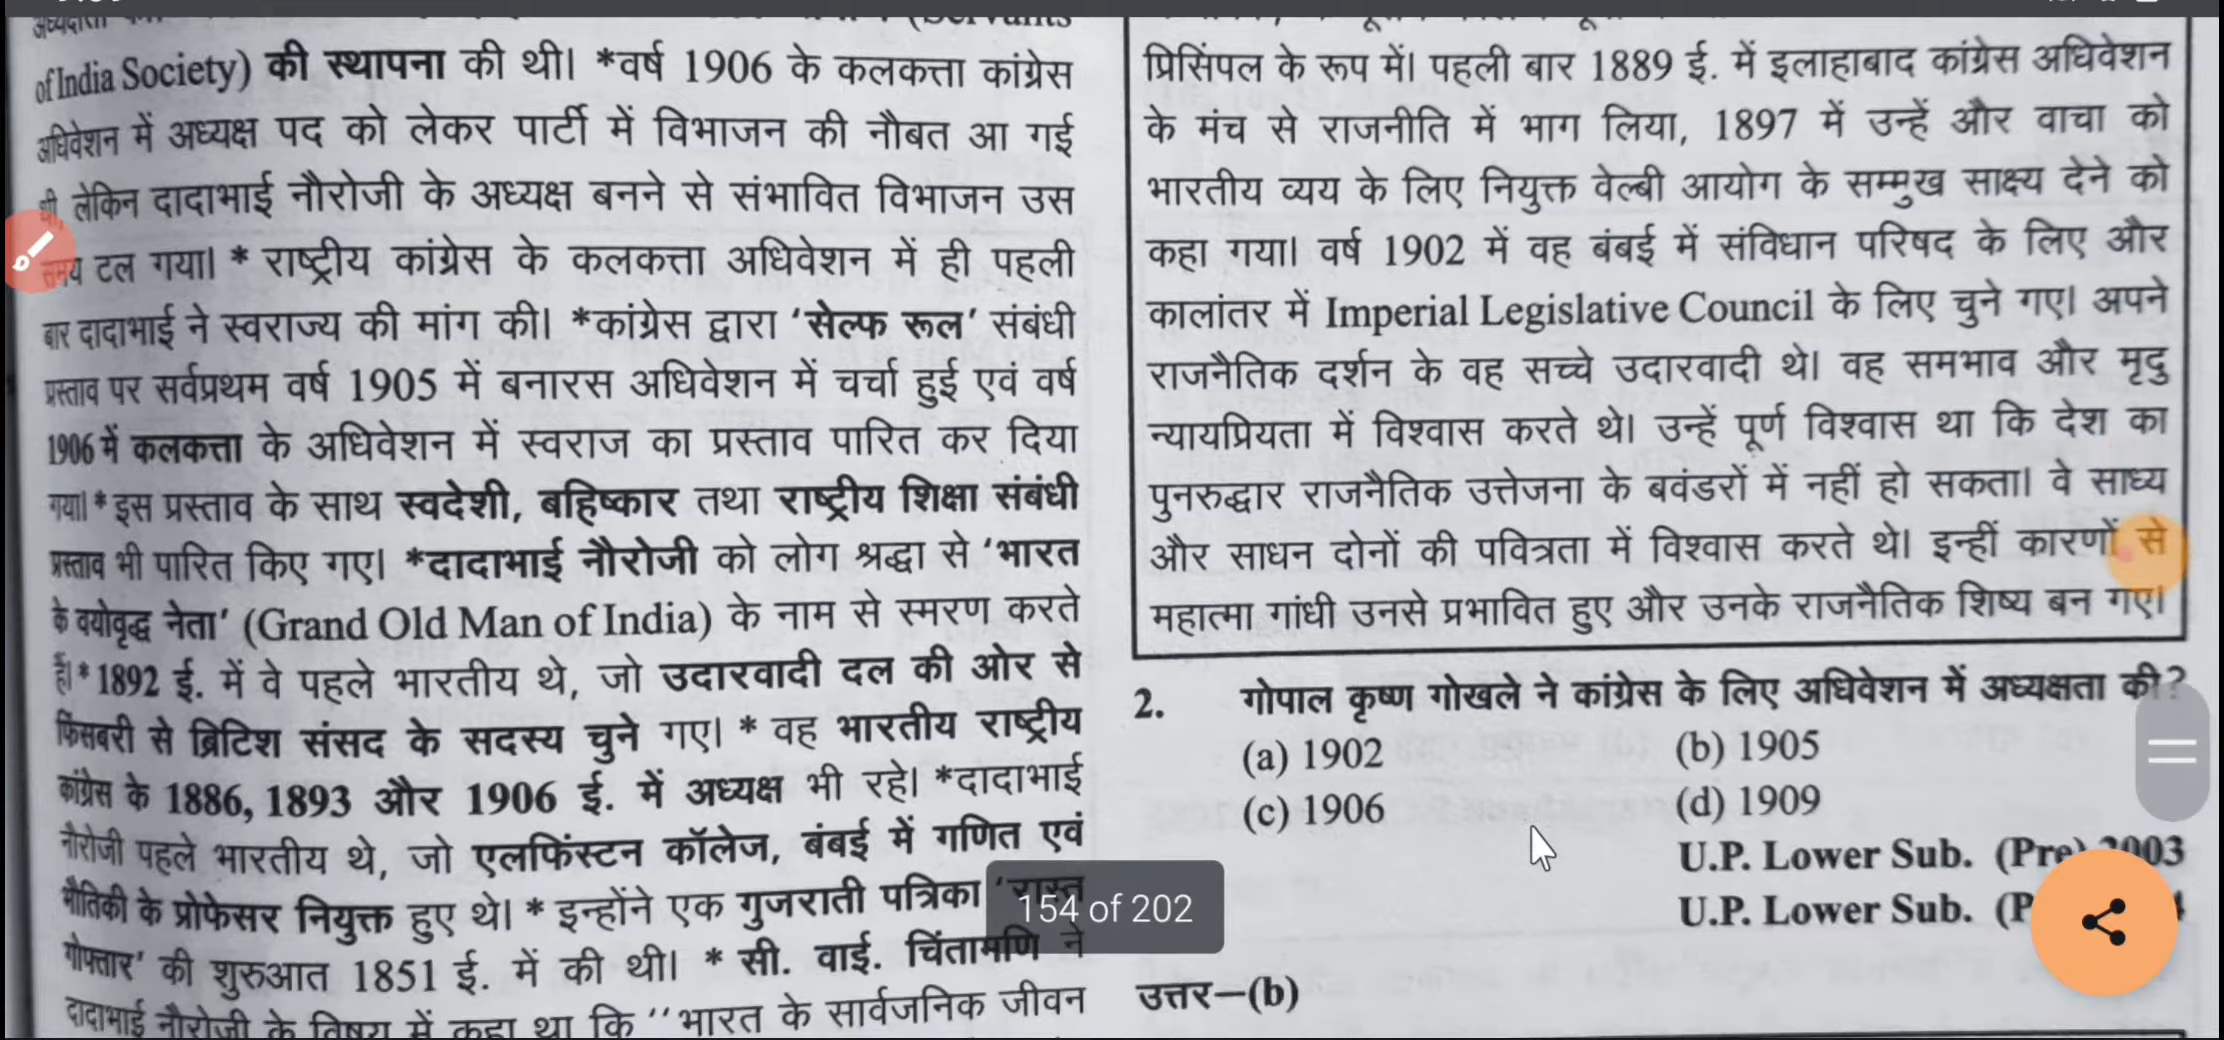 of India Society) की स्थापना की थी। *वर्ष 1906 के कलकत्ता कांग्रेस
अधिवेशन में अध्यक्ष पद को लेकर पार्टी में विभाजन की नौबत आ गई
थी लेकिन दादाभाई नौरोजी के अध्यक्ष बनने से संभावित विभाजन उस
समय टल गया। * राष्ट्रीय कांग्रेस के कलकत्ता अधिवेशन में ही पहली
बार दादाभाई ने स्वराज्य की मांग की। *कांग्रेस द्वारा 'सेल्फ रूल' संबंधी
प्रस्ताव पर सर्वप्रथम वर्ष 1905 में बनारस अधिवेशन में चर्चा हुई एवं वर्ष
1906 में कलकत्ता के अधिवेशन में स्वराज का प्रस्ताव पारित कर दिया
गया। * इस प्रस्ताव के साथ स्वदेशी, बहिष्कार तथा राष्ट्रीय शिक्षा संबंधी
प्रस्ताव भी पारित किए गए। *दादाभाई नौरोजी को लोग श्रद्धा से 'भारत
के वयोवृद्ध नेता' (Grand Old Man of India) के नाम से स्मरण करते
हैं। * 1892 ई. में वे पहले भारतीय थे, जो उदारवादी दल की ओर से
फिंसबरी से ब्रिटिश संसद के सदस्य चुने गए। * वह भारतीय राष्ट्रीय
कांग्रेस के 1886, 1893 और 1906 ई. में अध्यक्ष भी रहे। *दादाभाई
नौरोजी पहले भारतीय थे, जो एलफिंस्टन कॉलेज, बंबई में गणित एवं
भौतिकी के प्रोफेसर नियुक्त हुए थे। * इन्होंने एक गुजराती पत्रिका 'रास्त
गोफ्तार' की शुरुआत 1851 ई. में की थी। * सी. वाई. चिंतामणि ने
दादाभाई नौरोजी के विषय में कहा था कि ''भारत के सार्वजनिक जीवन
प्रिसिंपल के रूप में। पहली बार 1889 ई. में इलाहाबाद कांग्रेस अधिवेशन
के मंच से राजनीति में भाग लिया, 1897 में उन्हें और वाचा को
भारतीय व्यय के लिए नियुक्त वेल्बी आयोग के सम्मुख साक्ष्य देने को
कहा गया। वर्ष 1902 में वह बंबई में संविधान परिषद के लिए और
कालांतर में Imperial Legislative Council के लिए चुने गए। अपने
राजनैतिक दर्शन के वह सच्चे उदारवादी थे। वह समभाव और मृदु
न्यायप्रियता में विश्वास करते थे। उन्हें पूर्ण विश्वास था कि देश का
पुनरुद्धार राजनैतिक उत्तेजना के बवंडरों में नहीं हो सकता। वे साध्य
और साधन दोनों की पवित्रता में विश्वास करते थे। इन्हीं कारणों से
महात्मा गांधी उनसे प्रभावित हुए और उनके राजनैतिक शिष्य बन गए।
2. गोपाल कृष्ण गोखले ने कांग्रेस के लिए अधिवेशन में अध्यक्षता की?
(a) 1902 (b) 1905
(c) 1906 (d) 1909
U.P. Lower Sub. (Pre) 2003
U.P. Lower Sub.
उत्तर–(b)
154 of 202